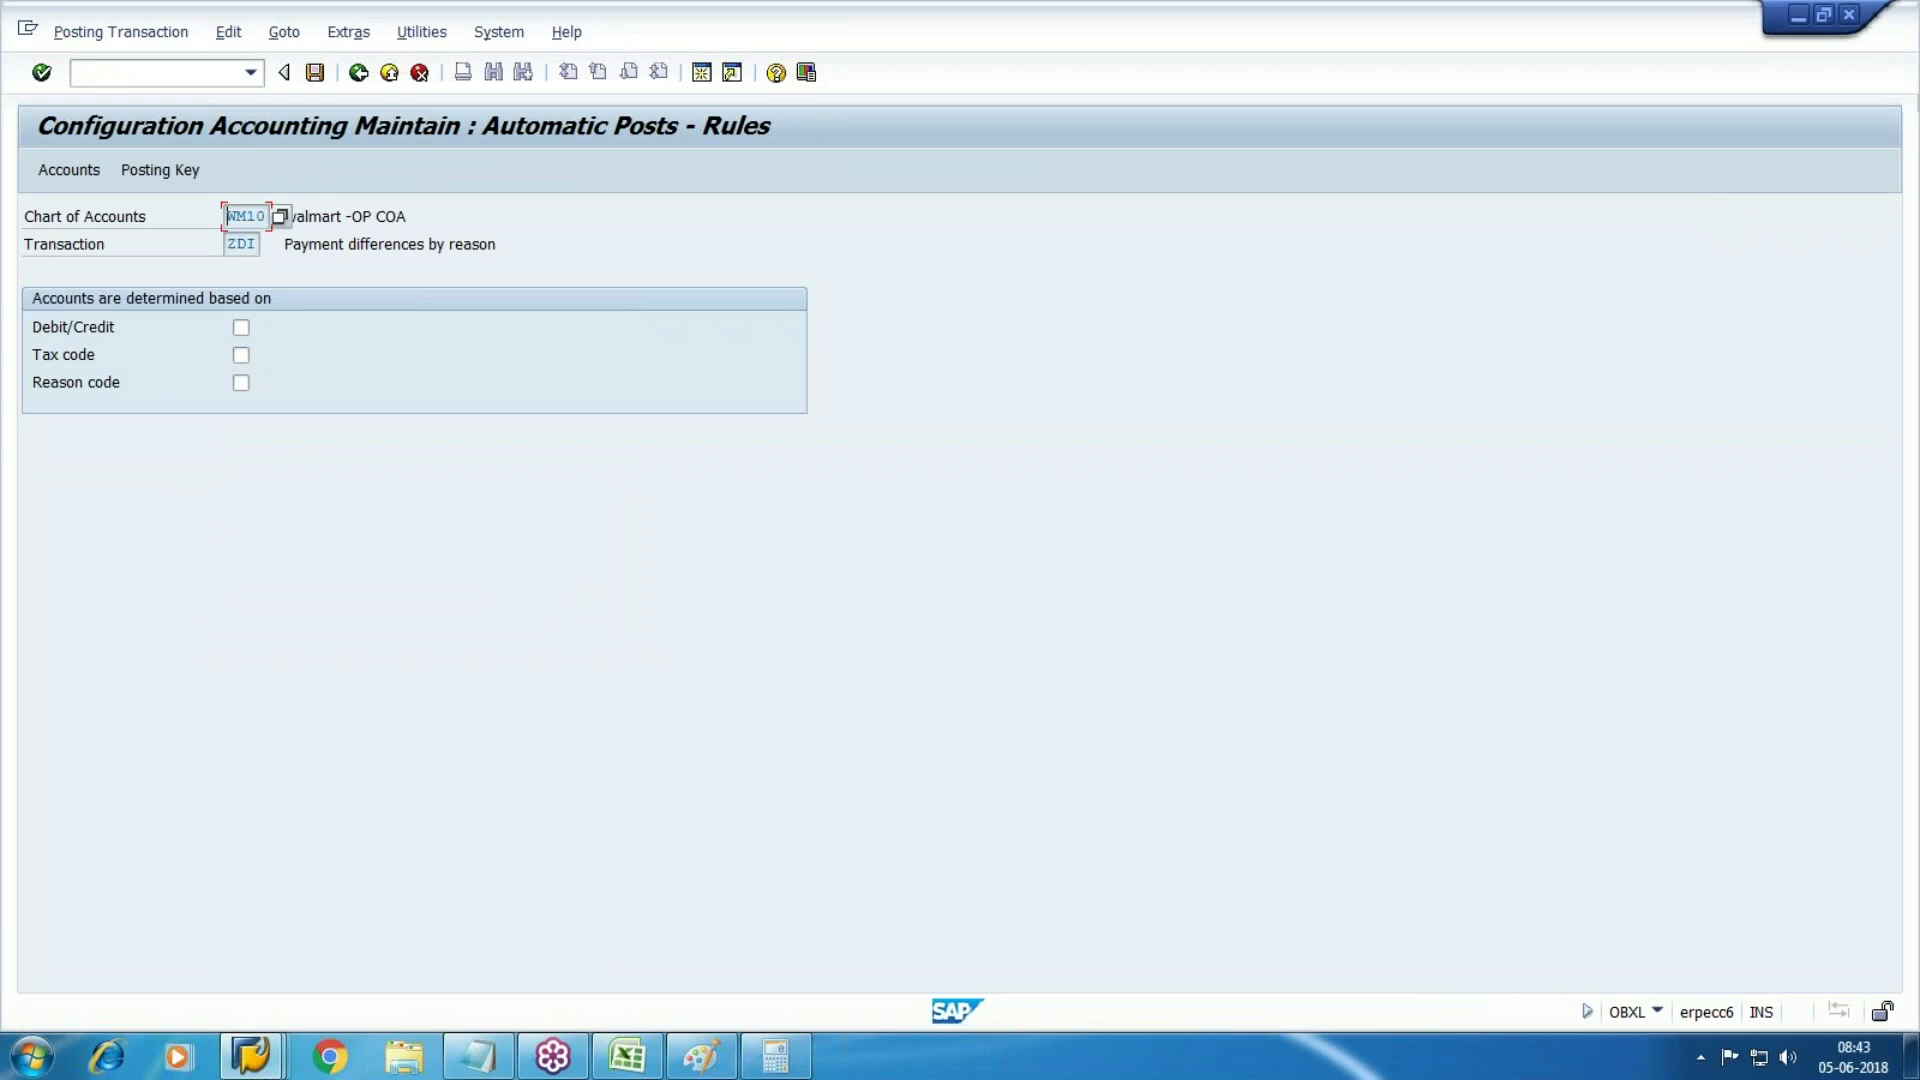 Posting Transaction Edit Goto Extras Utilities System Help
Configuration Accounting Maintain : Automatic Posts - Rules
Accounts Posting Key
Chart of Accounts WM10 walmart -OP COA
Transaction ZDI Payment differences by reason
Accounts are determined based on
Debit/Credit
Tax code
Reason code
SAP
OBXL erpecc6 INS
08:43
05-06-2018